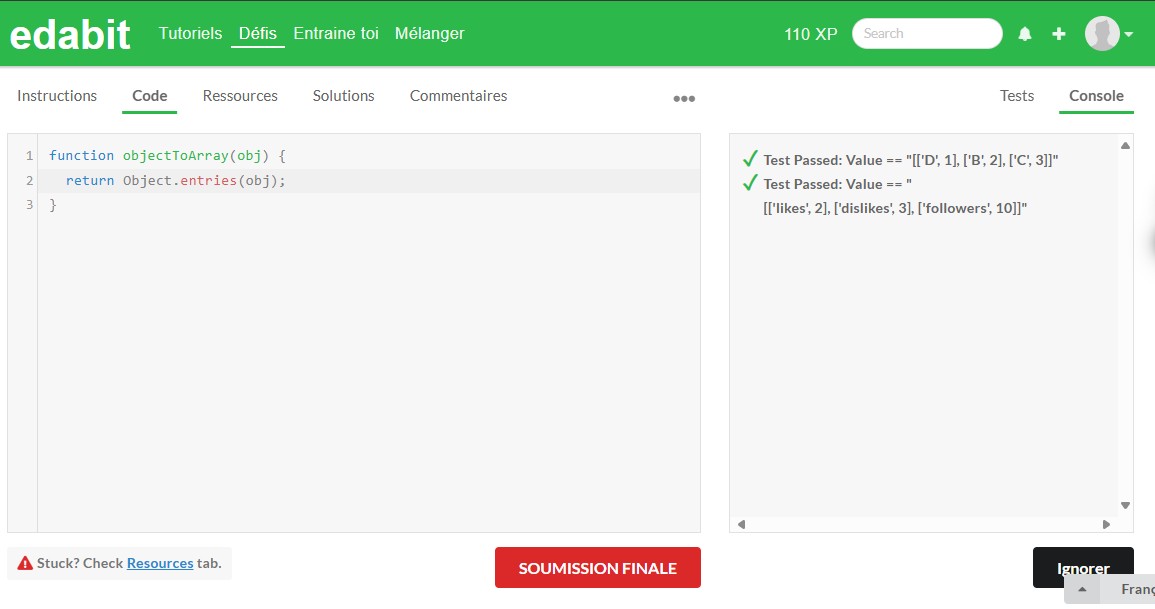 edabit Tutoriels Défis Entraine toi Mélanger 110 XP Search
Instructions Code Ressources Solutions Commentaires ••• Tests Console
1 function objectToArray(obj) {
2 return Object.entries(obj);
3 }
Test Passed: Value == "[['D', 1], ['B', 2], ['C', 3]]"
Test Passed: Value == "
[['likes', 2], ['dislikes', 3], ['followers', 10]]"
Stuck? Check Resources tab.
SOUMISSION FINALE
Ignorer